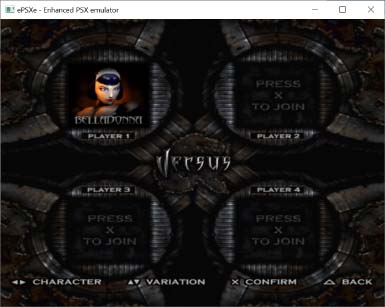 ePSXe - Enhanced PSX emulator
BELLADONNA
PRESS
X
TO JOIN
PLAYER 1
PLAYER 2
Versus
PLAYER 3
PLAYER 4
PRESS
X
TO JOIN
PRESS
X
TO JOIN
◄► CHARACTER
▲▼ VARIATION
X CONFIRM
△ BACK